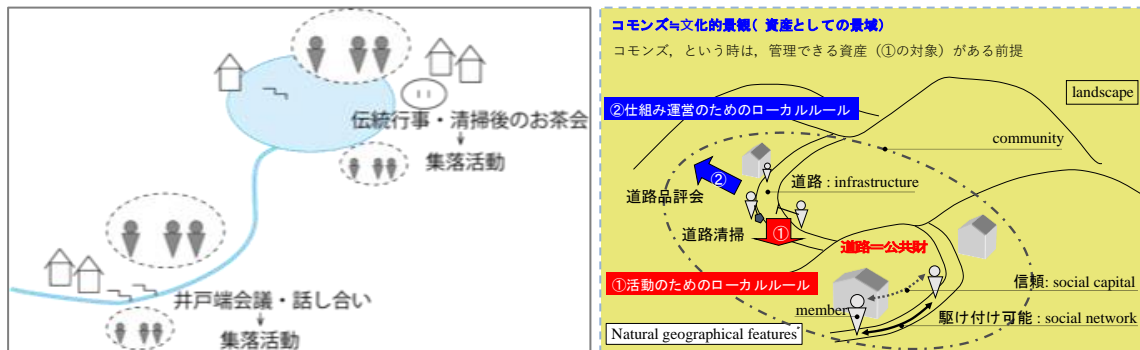 伝統行事・清掃後のお茶会
集落活動
井戸端会議・話し合い
集落活動
コモンズ≒文化的景観( 資産としての景域)
コモンズ，という時は，管理できる資産（①の対象）がある前提
landscape
②仕組み運営のためのローカルルール
community
②
道路 : infrastructure
道路品評会
道路清掃
①
道路＝公共財
①活動のためのローカルルール
信頼: social capital
member
駆け付け可能 : social network
Natural geographical features